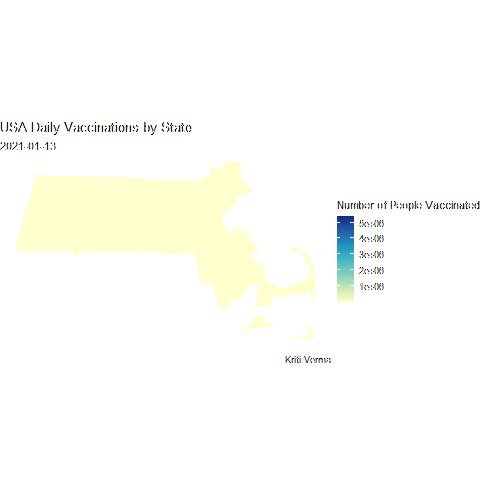 USA Daily Vaccinations by State
2021-01-13
Number of People Vaccinated
5e+06
4e+06
3e+06
2e+06
1e+06
Kriti Verma